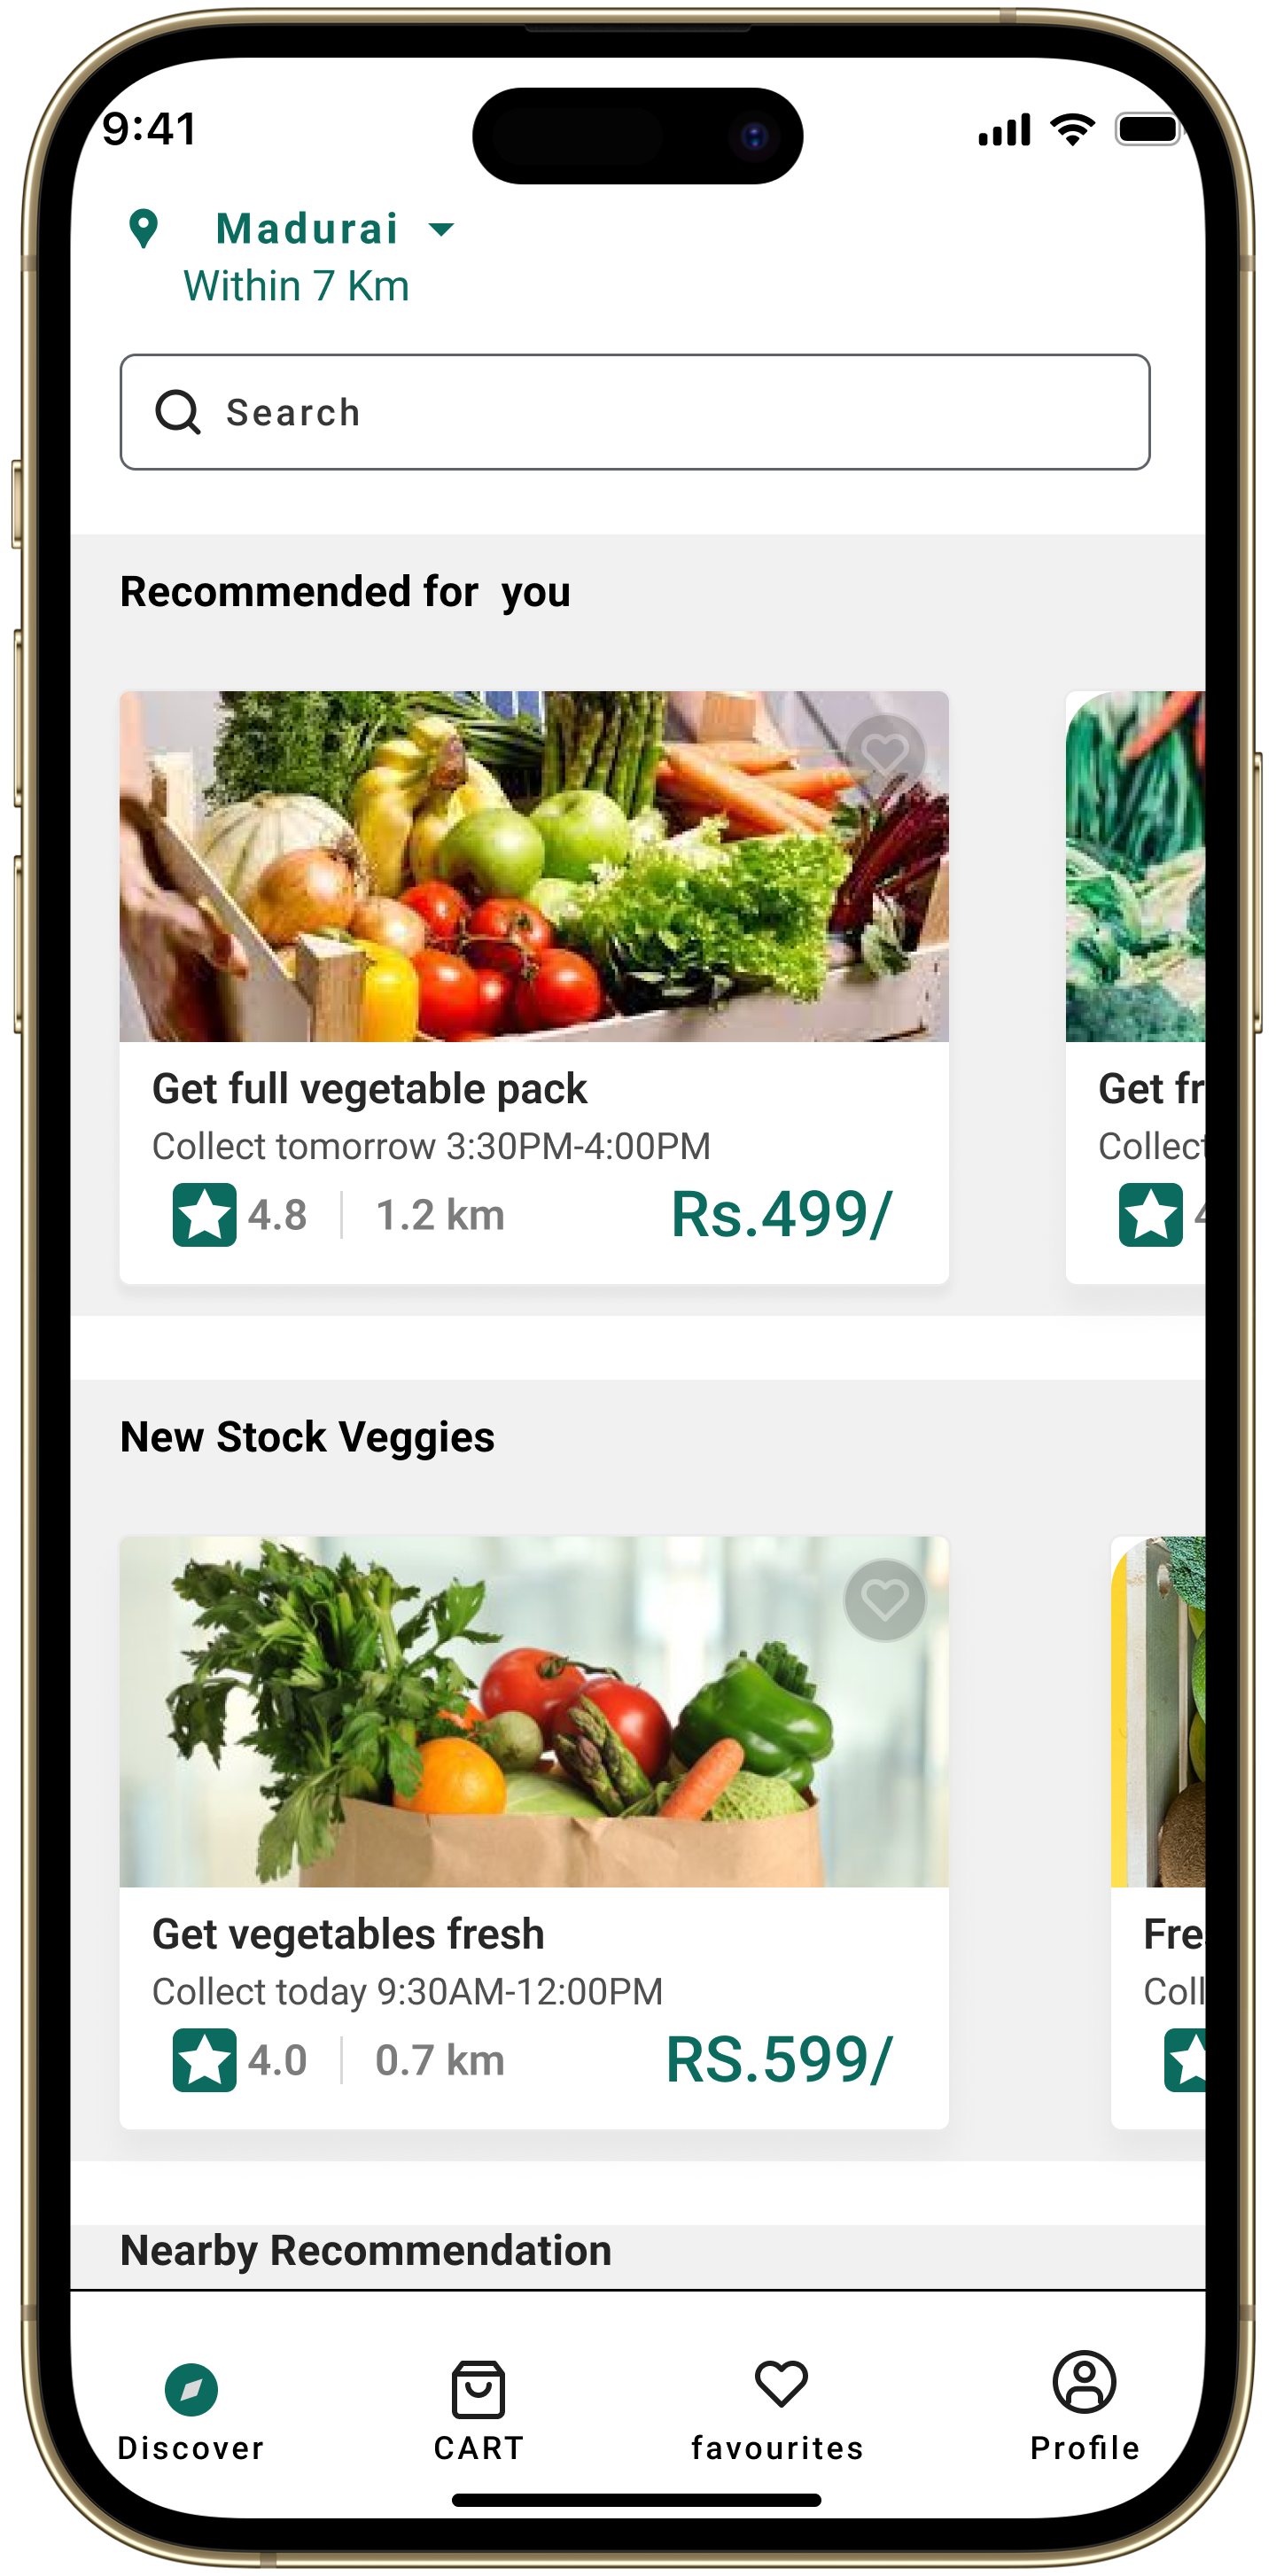 9:41
Madurai
Within 7 Km
Search
Recommended for  you
Get full vegetable pack
Collect tomorrow 3:30PM-4:00PM
4.8
1.2 km
Rs.499/
Get fr
Collect
New Stock Veggies
Get vegetables fresh
Collect today 9:30AM-12:00PM
4.0
0.7 km
RS.599/
Fre
Coll
Nearby Recommendation
Discover
CART
favourites
Profile